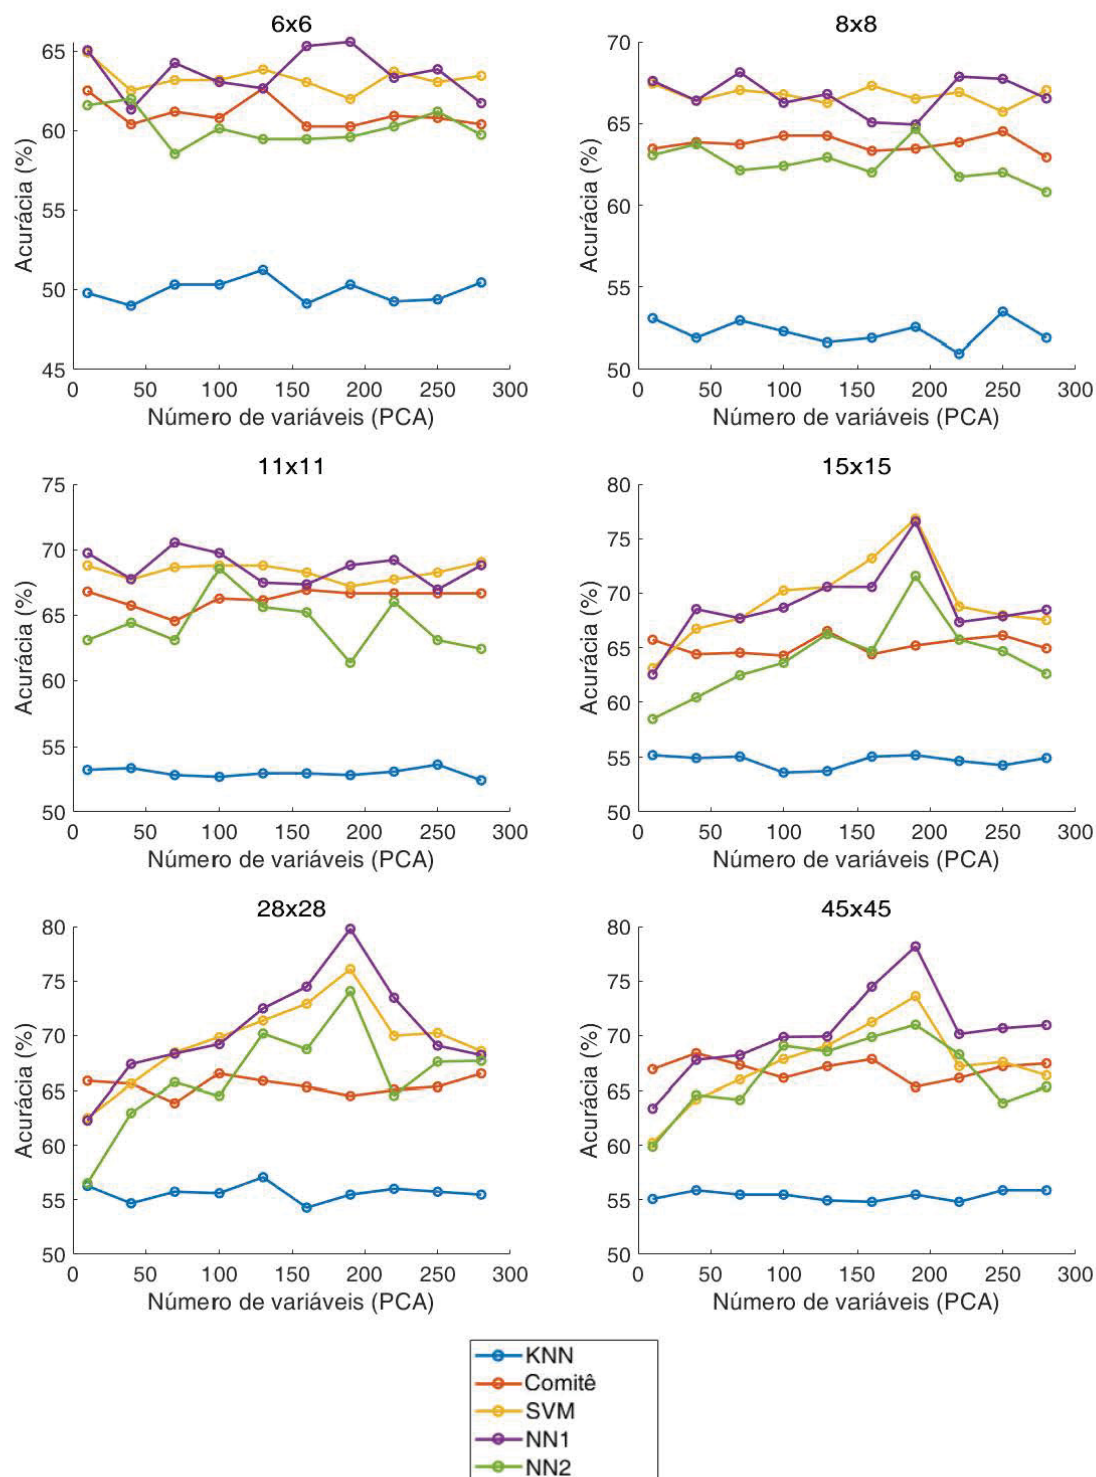 6x6
65
60
55
50
45
0 50 100 150 200 250 300
Acurácia (%)
Número de variáveis (PCA)
8x8
70
65
60
55
50
0 50 100 150 200 250 300
Acurácia (%)
Número de variáveis (PCA)
11x11
75
70
65
60
55
50
0 50 100 150 200 250 300
Acurácia (%)
Número de variáveis (PCA)
15x15
80
75
70
65
60
55
50
0 50 100 150 200 250 300
Acurácia (%)
Número de variáveis (PCA)
28x28
80
75
70
65
60
55
50
0 50 100 150 200 250 300
Acurácia (%)
Número de variáveis (PCA)
45x45
80
75
70
65
60
55
50
0 50 100 150 200 250 300
Acurácia (%)
Número de variáveis (PCA)
KNN
Comitê
SVM
NN1
NN2